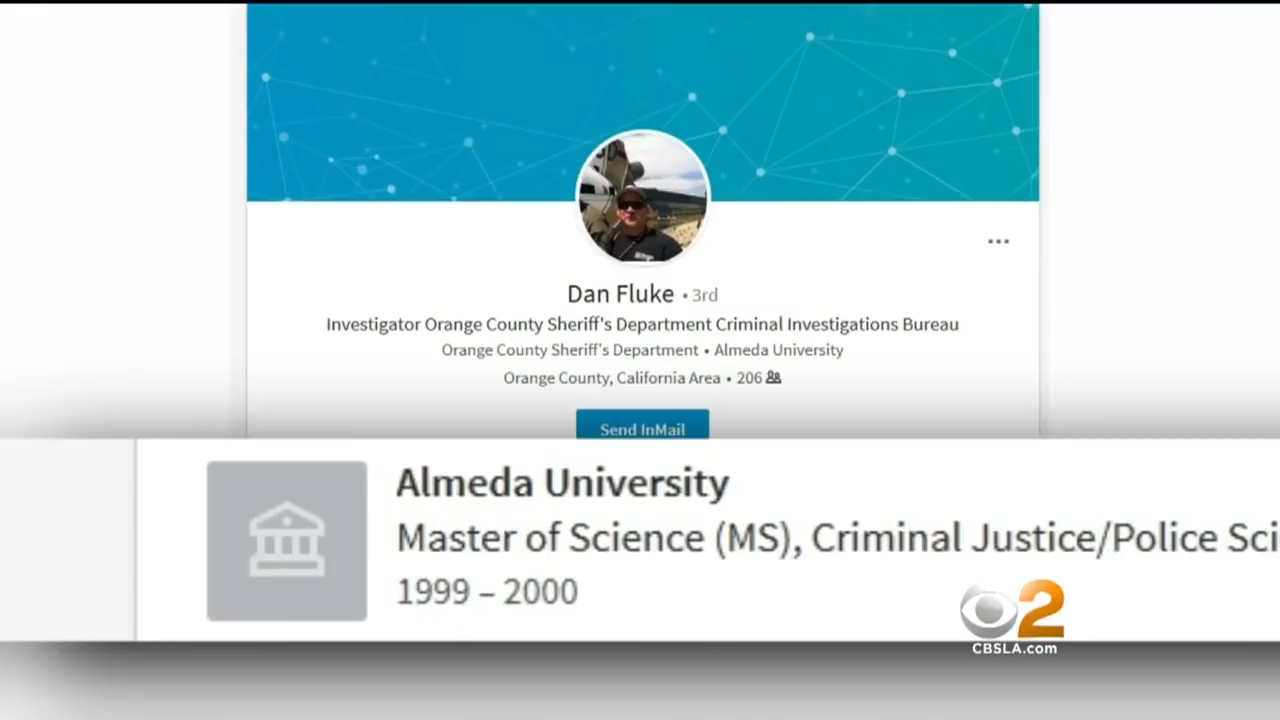 Dan Fluke • 3rd
Investigator Orange County Sheriff's Department Criminal Investigations Bureau
Orange County Sheriff's Department • Almeda University
Orange County, California Area • 206
Send InMail
Almeda University
Master of Science (MS), Criminal Justice/Police Sci
1999 – 2000
2
CBSLA.com